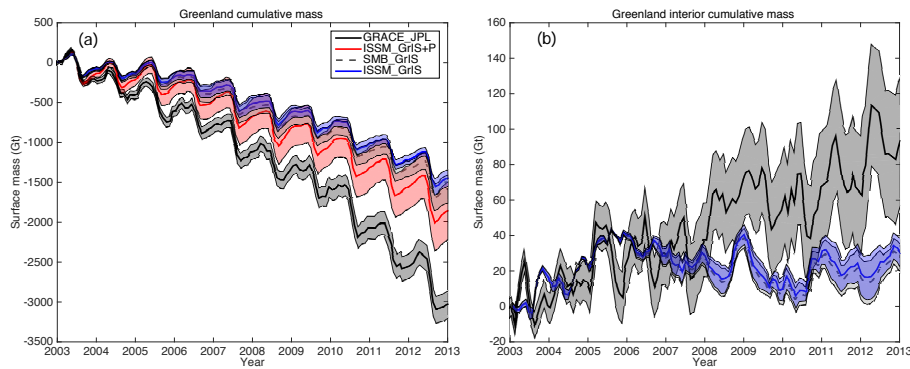 Greenland cumulative mass
(a)
GRACE_JPL
ISSM_GrIS+P
SMB_GrIS
ISSM_GrIS
Surface mass (Gt)
500
0
-500
-1000
-1500
-2000
-2500
-3000
-3500
2003 2004 2005 2006 2007 2008 2009 2010 2011 2012 2013
Year
Greenland interior cumulative mass
(b)
Surface mass (Gt)
160
140
120
100
80
60
40
20
0
-20
2003 2004 2005 2006 2007 2008 2009 2010 2011 2012 2013
Year